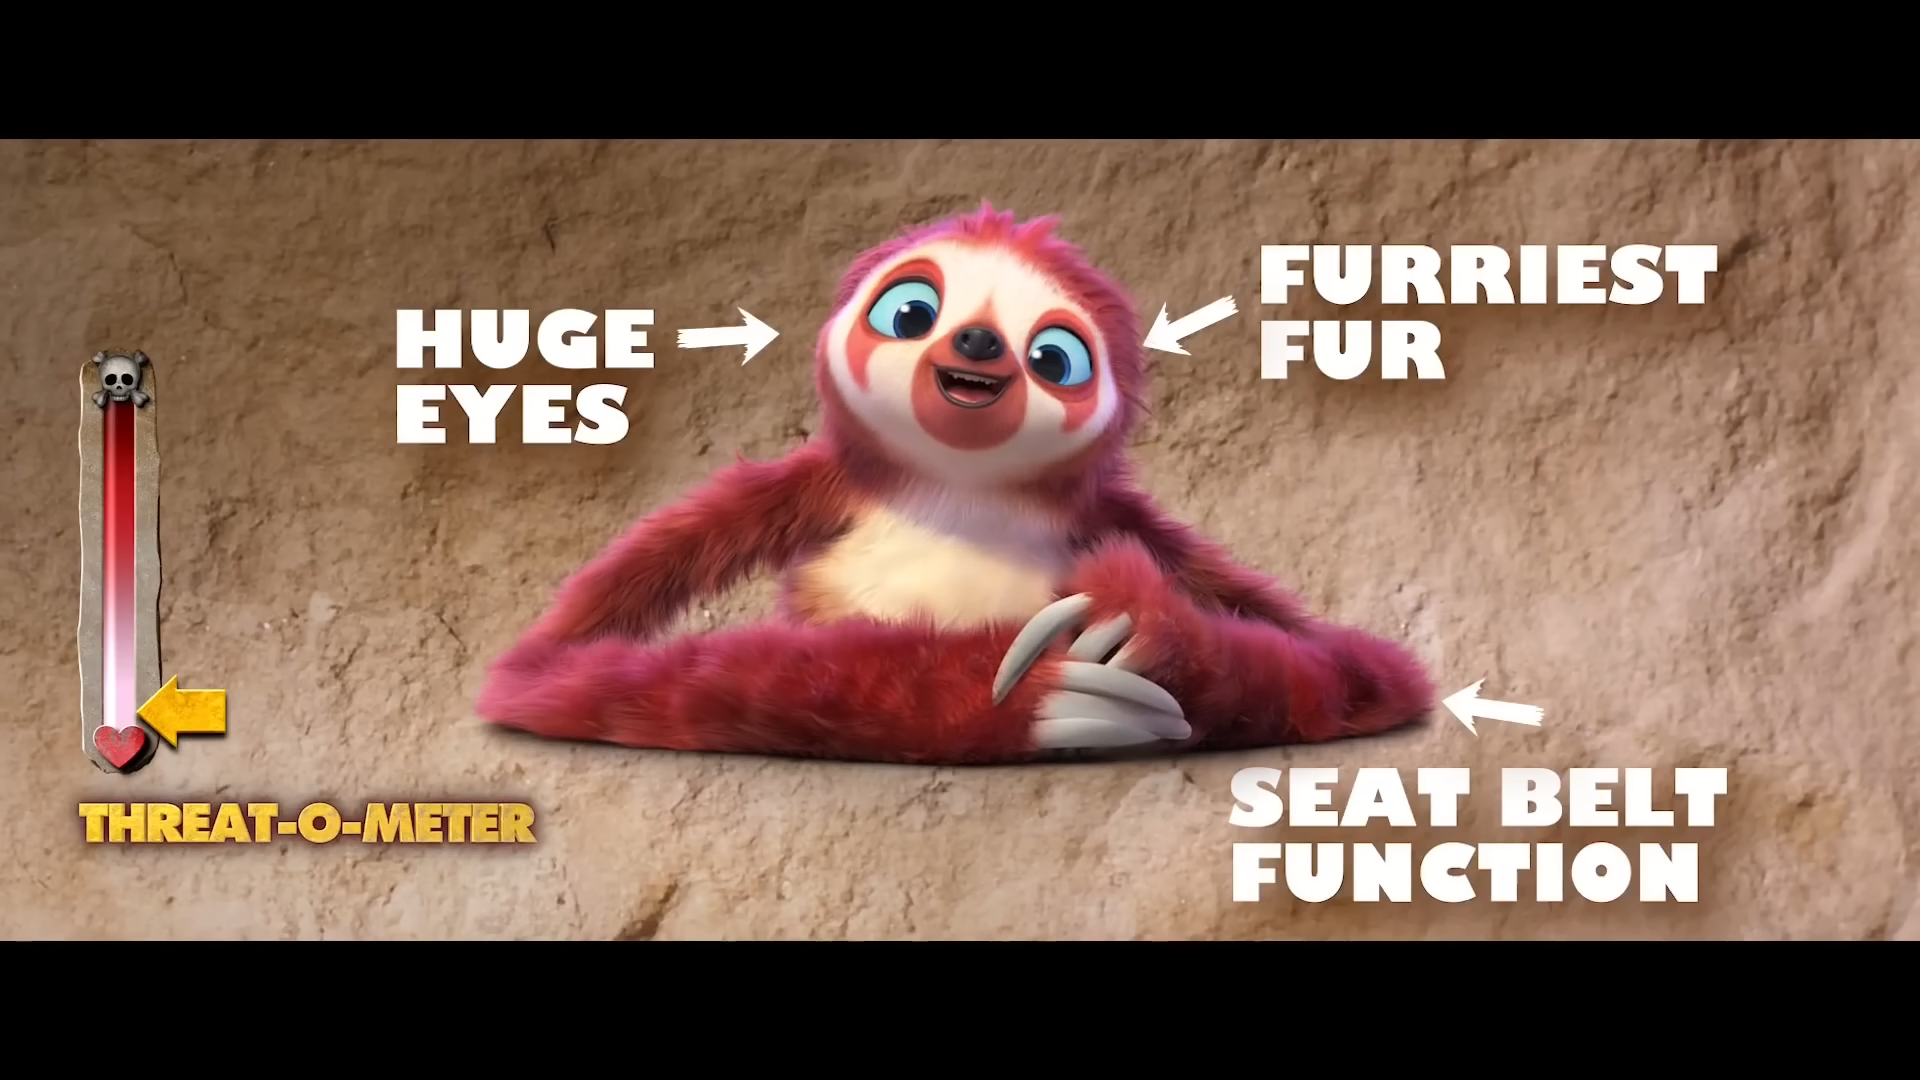 HUGE
EYES
FURRIEST
FUR
SEAT BELT
FUNCTION
THREAT-O-METER